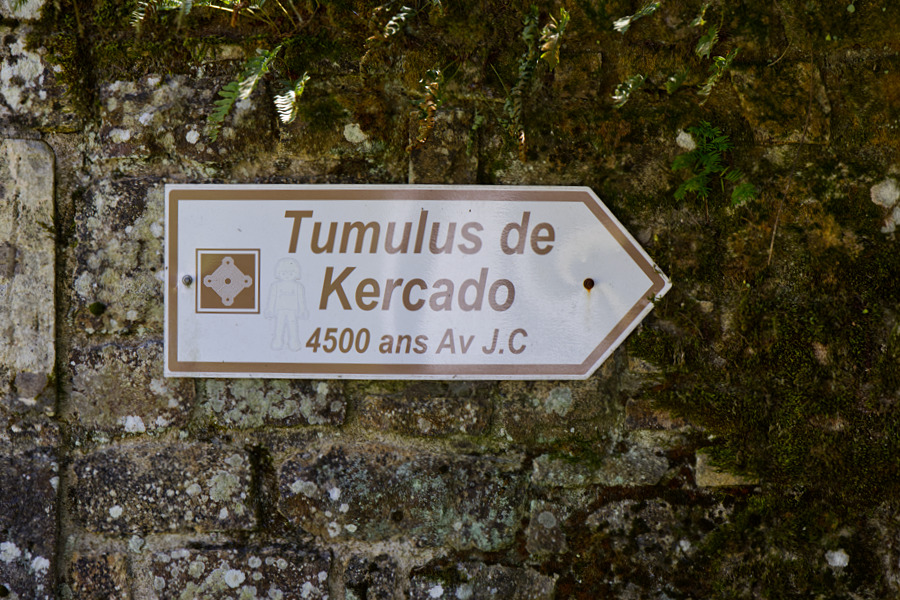 Tumulus de
Kercado
4500 ans Av J.C